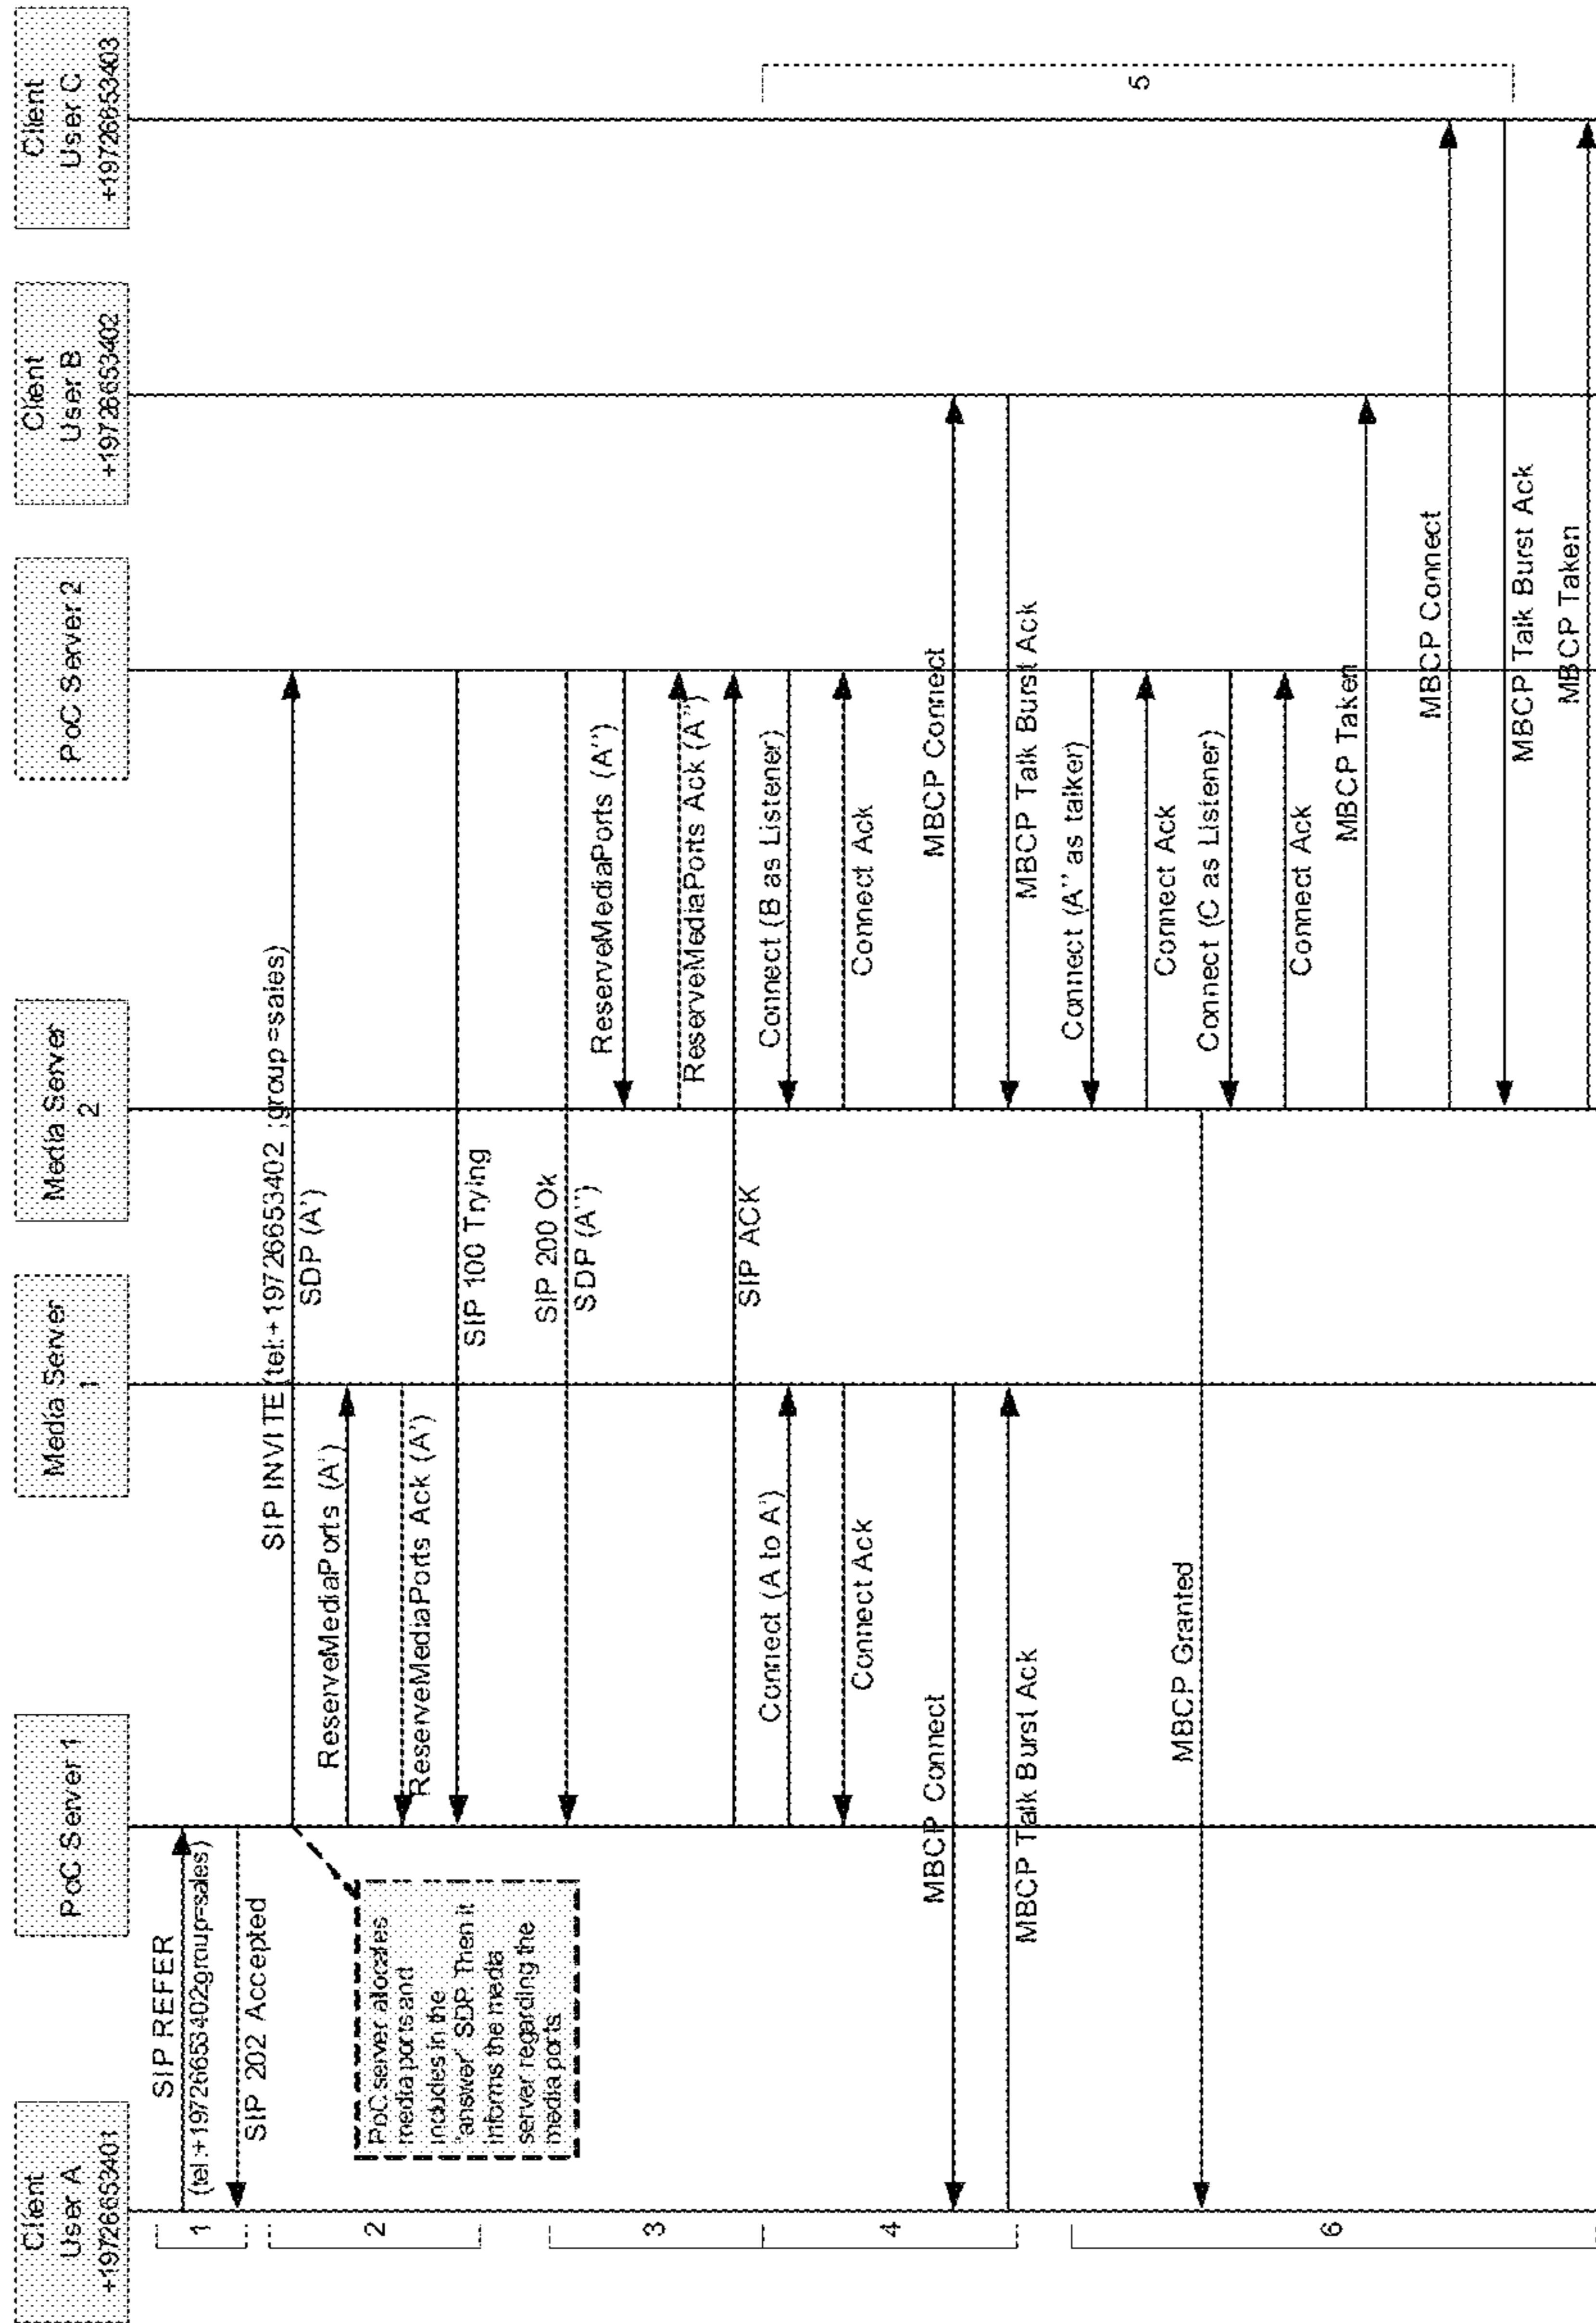 Client
User A
+19726653401
PoC Server 1
Media Server
1
Media Server
2
PoC Server 2
Client
User B
+19726653402
Client
User C
+19726653403
1
SIP REFER
(tel:+19726653402group=sales)
SIP 202 Accepted
2
SIP INVITE (tel:+19726653402 ;group =sales)
SDP (A')
ReserveMediaPorts (A')
ReserveMediaPorts Ack (A')
SIP 100 Trying
PoC server allocates
media ports and
includes in the
'answer' SDP. Then it
informs the media
server regarding the
media ports
3
SIP 200 Ok
SDP (A'')
ReserveMediaPorts (A'')
ReserveMediaPorts Ack (A'')
SIP ACK
4
Connect (A to A')
Connect (B as Listener)
Connect Ack
Connect Ack
MBCP Connect
MBCP Connect
MBCP Talk Burst Ack
MBCP Talk Burst Ack
5
6
Connect (A'' as talker)
Connect Ack
MBCP Granted
Connect (C as Listener)
Connect Ack
MBCP Taken
MBCP Connect
MBCP Talk Burst Ack
MBCP Taken